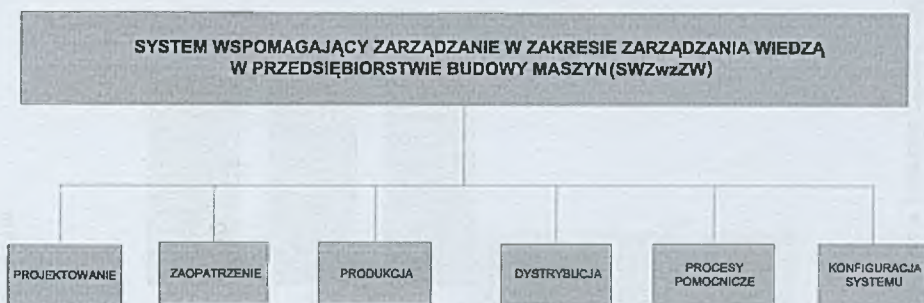 SYSTEM WSPOMAGAJĄCY ZARZĄDZANIE W ZAKRESIE ZARZĄDZANIA WIEDZĄ
W PRZEDSIĘBIORSTWIE BUDOWY MASZYN (SWZwzZW)
PROJEKTOWANIE
ZAOPATRZENIE
PRODUKCJA
DYSTRYBUCJA
PROCESY
POMOCNICZE
KONFIGURACJA
SYSTEMU